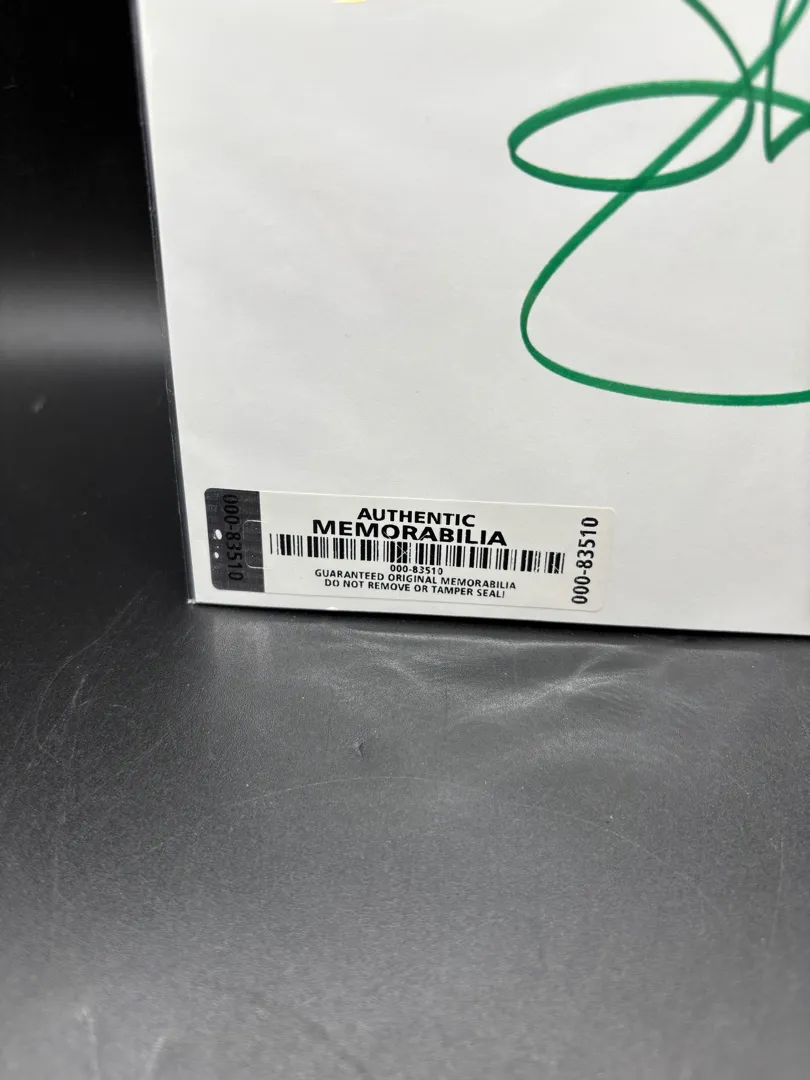 000-83510
AUTHENTIC
MEMORABILIA
000-83510
GUARANTEED ORIGINAL MEMORABILIA
DO NOT REMOVE OR TAMPER SEAL!
000-83510